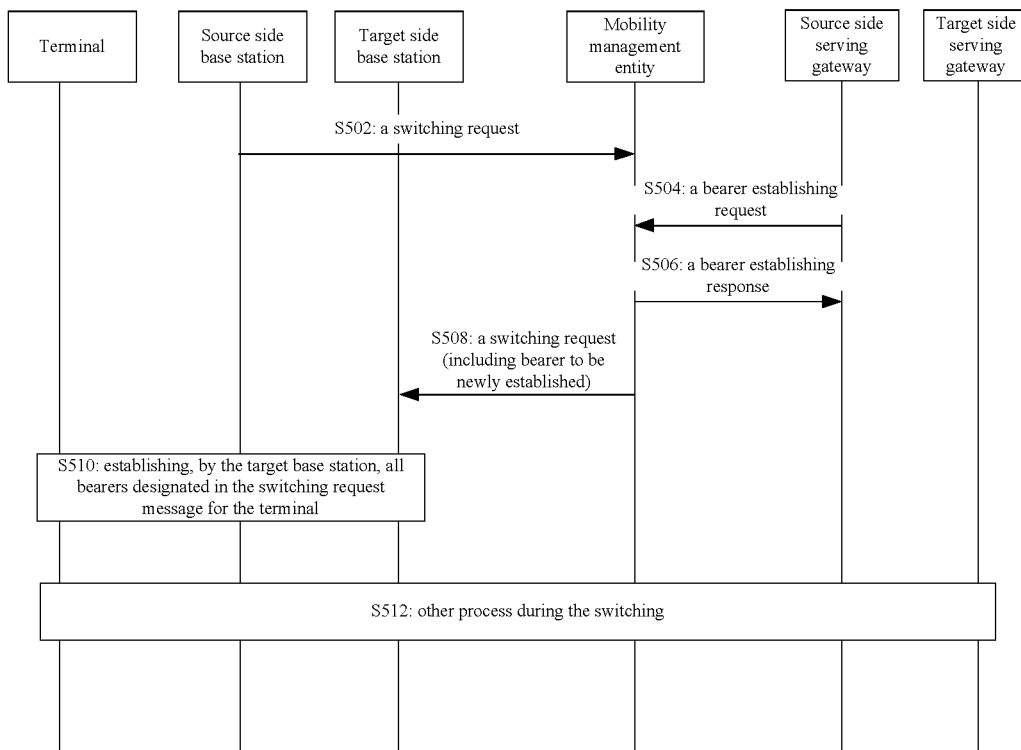 Terminal
Source side
base station
Target side
base station
Mobility
management
entity
Source side
serving
gateway
Target side
serving
gateway
S502: a switching request
S504: a bearer establishing
request
S506: a bearer establishing
response
S508: a switching request
(including bearer to be
newly established)
S510: establishing, by the target base station, all
bearers designated in the switching request
message for the terminal
S512: other process during the switching